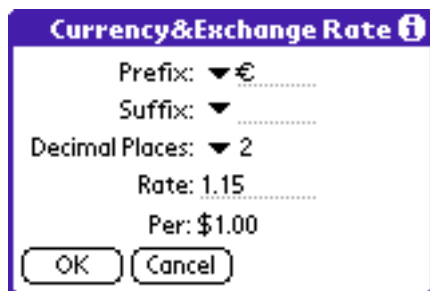 Currency&Exchange Rate
Prefix: €
Suffix:
Decimal Places: 2
Rate: 1.15
Per: $1.00
OK Cancel